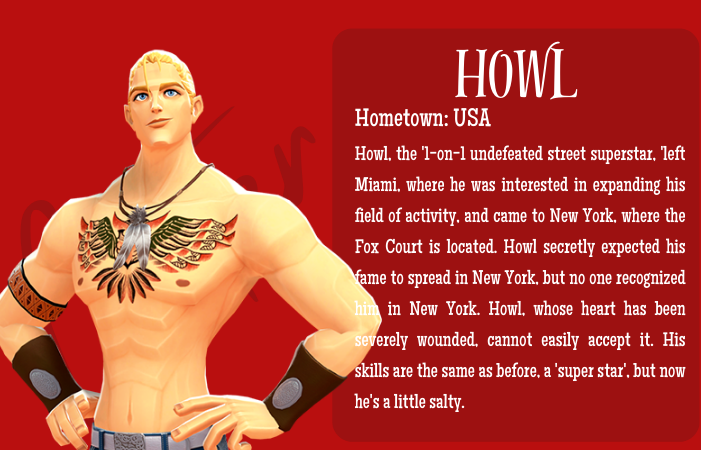 HOWL
Hometown: USA
Howl, the '1-on-1 undefeated street superstar, 'left
Miami, where he was interested in expanding his
field of activity, and came to New York, where the
Fox Court is located. Howl secretly expected his
fame to spread in New York, but no one recognized
him in New York. Howl, whose heart has been
severely wounded, cannot easily accept it. His
skills are the same as before, a 'super star', but now
he's a little salty.